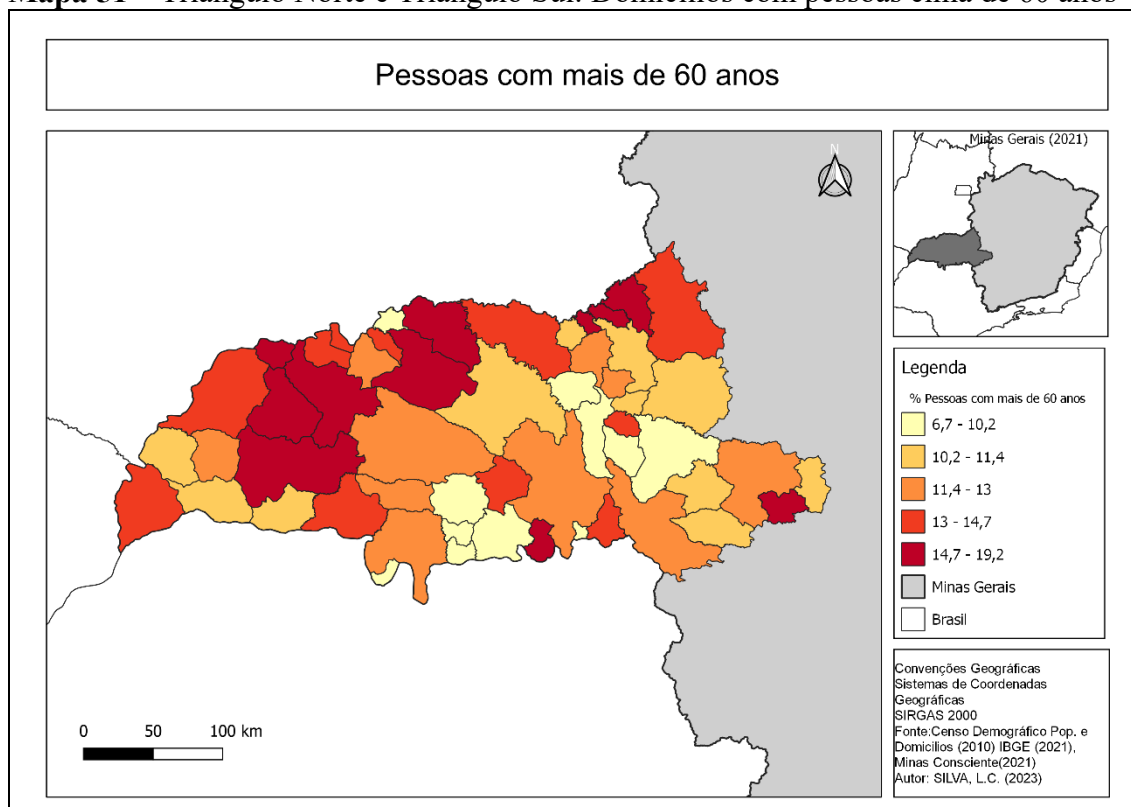 Mapa 51 – Triângulo Norte e Triângulo Sul: Domicílios com pessoas cima de 60 anos
Pessoas com mais de 60 anos
N
Minas Gerais (2021)
Legenda
% Pessoas com mais de 60 anos
6,7 - 10,2
10,2 - 11,4
11,4 - 13
13 - 14,7
14,7 - 19,2
Minas Gerais
Brasil
0 50 100 km
Convenções Geográficas
Sistemas de Coordenadas
Geográficas
SIRGAS 2000
Fonte:Censo Demográfico Pop. e
Domicilios (2010) IBGE (2021),
Minas Consciente(2021)
Autor: SILVA, L.C. (2023)